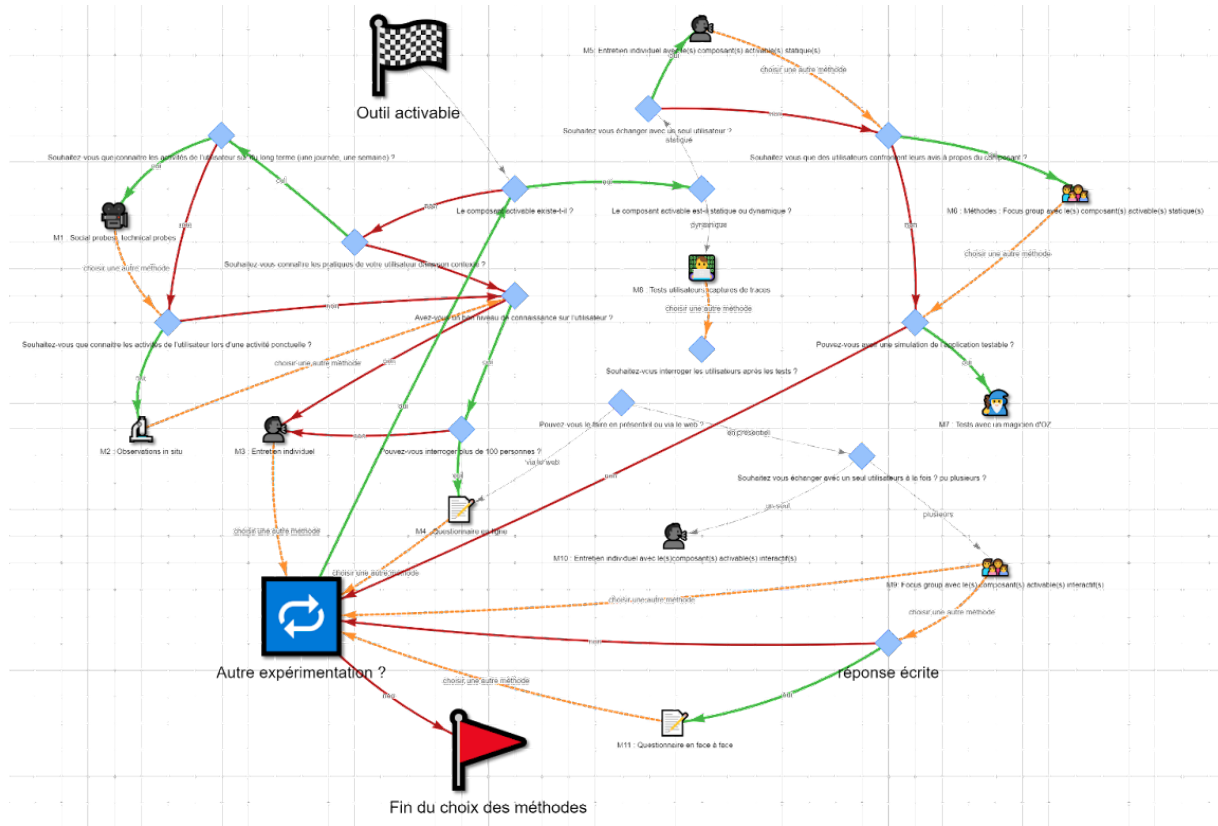 M5: Entretien individuel avec le(s) composant(s) activable(s) statique(s)
oui
choisir une autre méthode
Outil activable
Souhaitez vous échanger avec un seul utilisateur ?
non
statique
Souhaitez-vous que connaître les activités de l'utilisateur sur du long terme (une journée, une semaine) ?
Souhaitez-vous que des utilisateurs confrontent leurs avis à propos du composant ?
oui
oui
oui
oui
non
Le composant activable existe-t-il ?
Le composant activable est-il statique ou dynamique ?
M6 : Méthodes : Focus group avec le(s) composant(s) activable(s) statique(s)
non
non
dynamique
M1 : Social probes, technical probes
choisir une autre méthode
Souhaitez-vous connaître les pratiques de votre utilisateur dans son contexte ?
choisir une autre méthode
M8 : Tests utilisateurs, captures de traces
choisir une autre méthode
non
Avez-vous un bon niveau de connaissance sur l'utilisateur ?
Souhaitez-vous que connaître les activités de l'utilisateur lors d'une activité ponctuelle ?
Pouvez-vous avoir une simulation de l'application testable ?
choisir une autre méthode
non
oui
oui
Souhaitez-vous interroger les utilisateurs après les tests ?
oui
oui
M7 : Tests avec un magicien d'OZ
Pouvez vous le faire en présentiel ou via le web ?
en présentiel
M2 : Observations in situ
M3 : Entretien individuel
non
Pouvez-vous interroger plus de 100 personnes ?
via le web
oui
non
Souhaitez vous échanger avec un seul utilisateurs à la fois ? pu plusieurs ?
un seul
plusieurs
choisir une autre méthode
M4 : Questionnaire en ligne
M10 : Entretien individuel avec le(s)composant(s) activable(s) interactif(s)
choisir une autre méthode
M9: Focus group avec le(s) composant(s) activable(s) interactif(s)
choisir une autre méthode
choisir une autre méthode
non
Autre expérimentation ?
choisir une autre méthode
réponse écrite
non
oui
M11 : Questionnaire en face à face
Fin du choix des méthodes